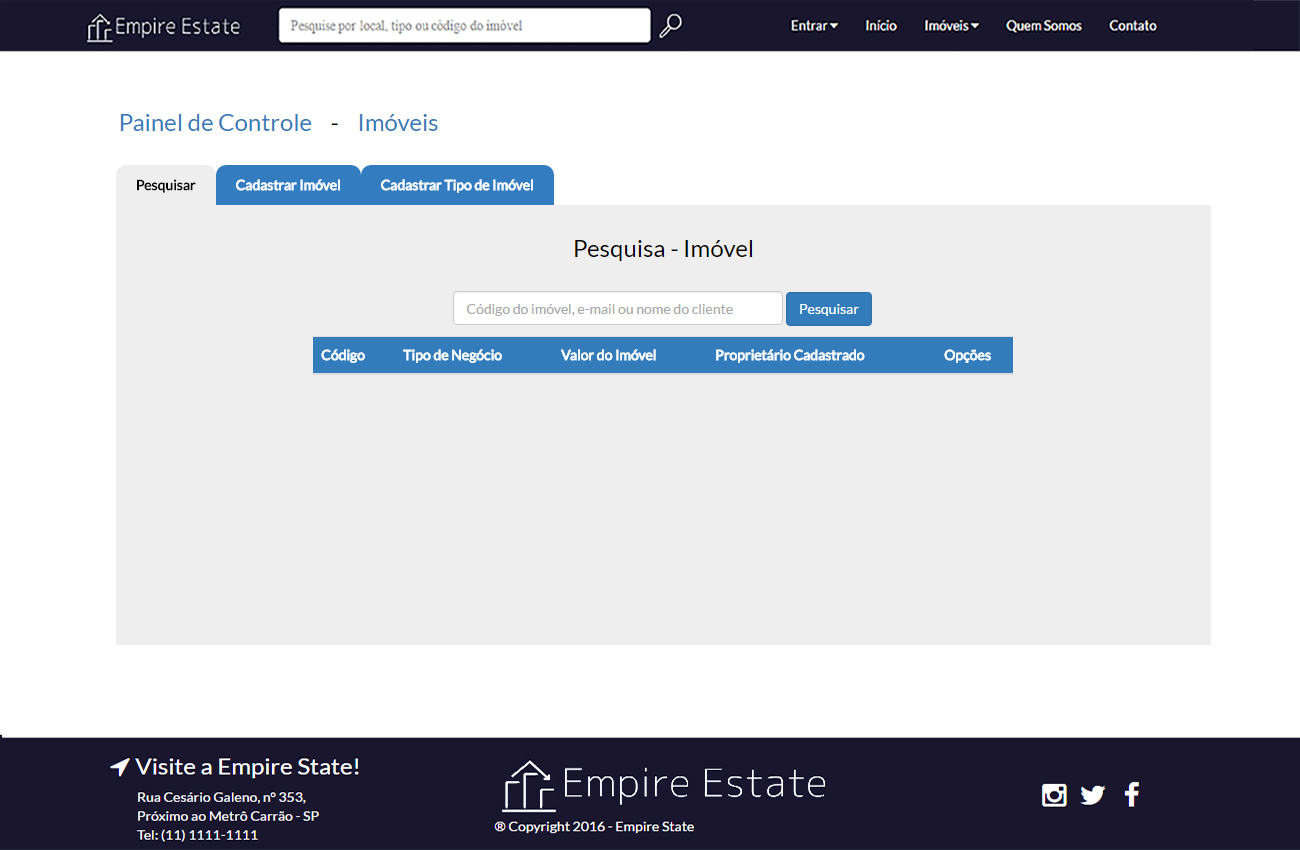 Empire Estate
Pesquise por local, tipo ou código do imóvel
Entrar Início Imóveis Quem Somos Contato
Painel de Controle - Imóveis
Pesquisar Cadastrar Imóvel Cadastrar Tipo de Imóvel
Pesquisa - Imóvel
Código do imóvel, e-mail ou nome do cliente Pesquisar
Código Tipo de Negócio Valor do Imóvel Proprietário Cadastrado Opções
Visite a Empire State!
Rua Cesário Galeno, nº 353,
Próximo ao Metrô Carrão - SP
Tel: (11) 1111-1111
Empire Estate
® Copyright 2016 - Empire State